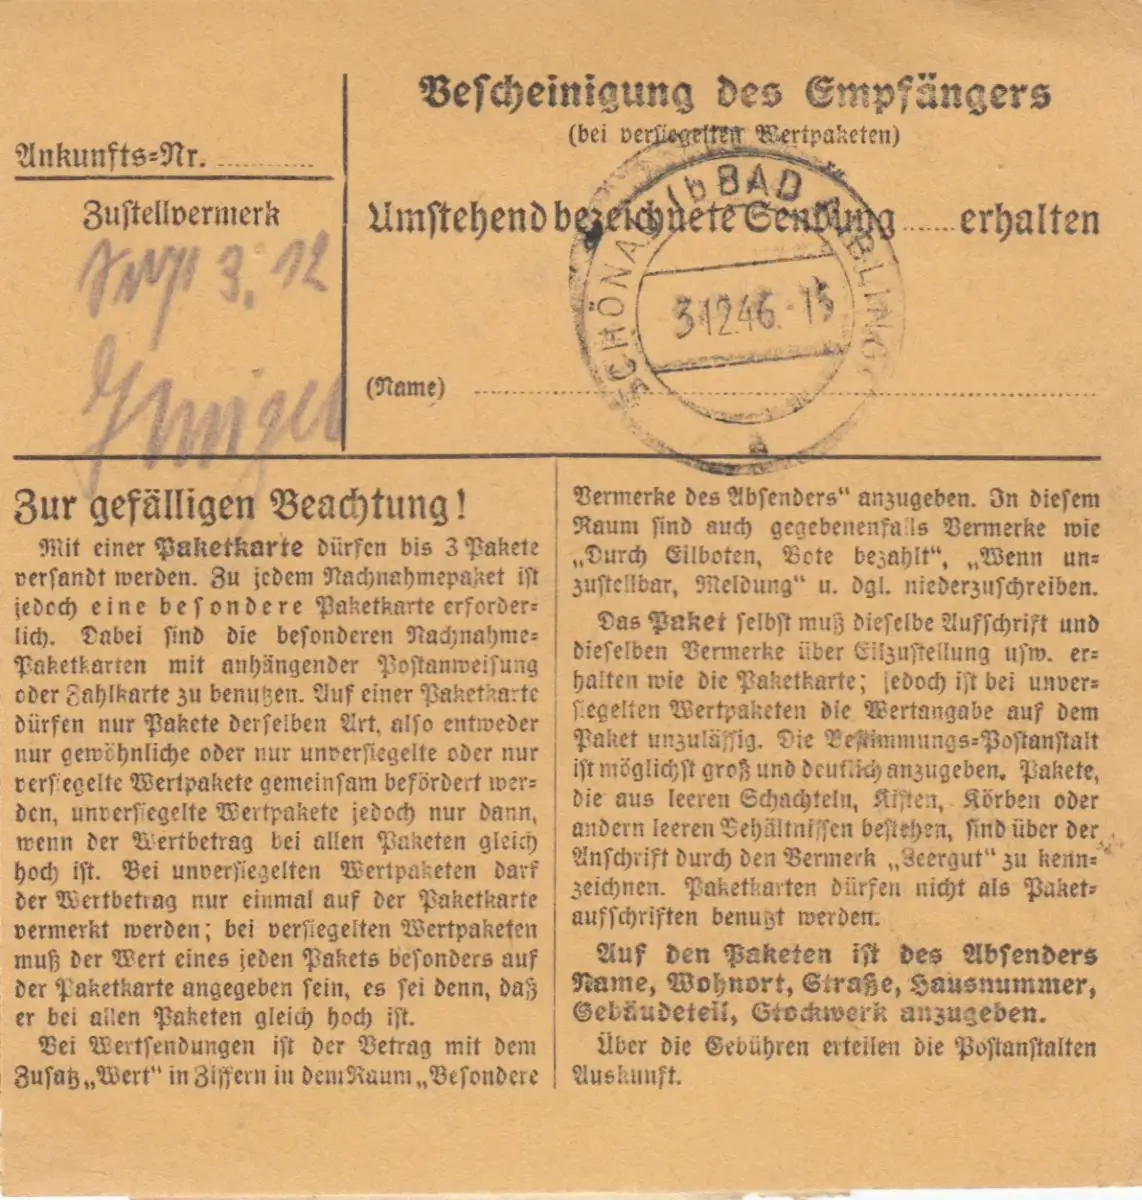 Bescheinigung des Empfängers
(bei versiegelten Wertpaketen)
Ankunfts=Nr.
Zustellvermerk
3. 12
Umstehend bezeichnete Sendung ..... erhalten
SCHÖNAU üb BAD AIBLING
3.12.46.-15
a
(Name)
Zur gefälligen Beachtung!
Mit einer Paketkarte dürfen bis 3 Pakete
versandt werden. Zu jedem Nachnahmepaket ist
jedoch eine besondere Paketkarte erforder=
lich. Dabei sind die besonderen Nachnahme=
Paketkarten mit anhängender Postanweisung
oder Zahlkarte zu benutzen. Auf einer Paketkarte
dürfen nur Pakete derselben Art, also entweder
nur gewöhnliche oder nur unversiegelte oder nur
versiegelte Wertpakete gemeinsam befördert wer=
den, unversiegelte Wertpakete jedoch nur dann,
wenn der Wertbetrag bei allen Paketen gleich
hoch ist. Bei unversiegelten Wertpaketen darf
der Wertbetrag nur einmal auf der Paketkarte
vermerkt werden; bei versiegelten Wertpaketen
muß der Wert eines jeden Pakets besonders auf
der Paketkarte angegeben sein, es sei denn, daß
er bei allen Paketen gleich hoch ist.
Bei Wertsendungen ist der Betrag mit dem
Zusatz „Wert“ in Ziffern in dem Raum „Besondere
Vermerke des Absenders“ anzugeben. In diesem
Raum sind auch gegebenenfalls Vermerke wie
„Durch Eilboten, Bote bezahlt“, „Wenn un=
zustellbar, Meldung“ u. dgl. niederzuschreiben.
Das Paket selbst muß dieselbe Aufschrift und
dieselben Vermerke über Eilzustellung usw. er=
halten wie die Paketkarte; jedoch ist bei unver=
siegelten Wertpaketen die Wertangabe auf dem
Paket unzulässig. Die Bestimmungs=Postanstalt
ist möglichst groß und deutlich anzugeben. Pakete,
die aus leeren Schachteln, Kisten, Körben oder
andern leeren Behältnissen bestehen, sind über der
Anschrift durch den Vermerk „Leergut“ zu kenn=
zeichnen. Paketkarten dürfen nicht als Paket=
aufschriften benutzt werden.
Auf den Paketen ist des Absenders
Name, Wohnort, Straße, Hausnummer,
Gebäudeteil, Stockwerk anzugeben.
Über die Gebühren erteilen die Postanstalten
Auskunft.